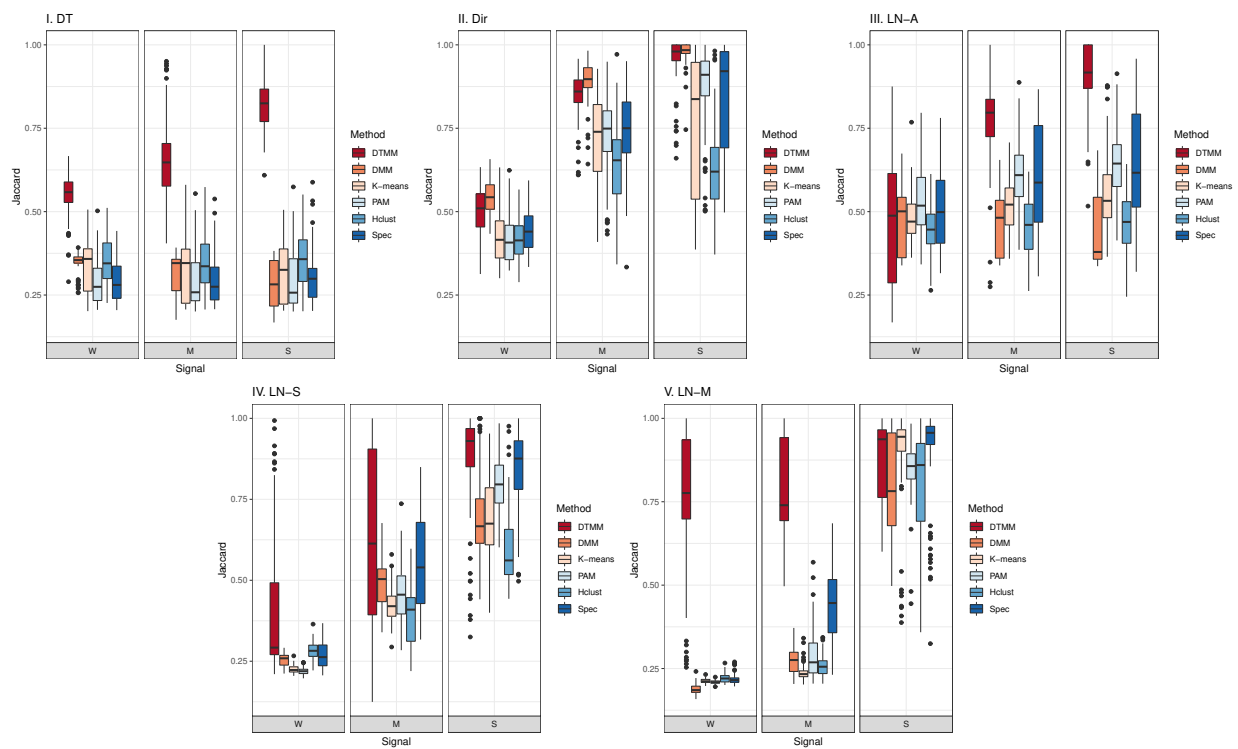 I. DT
Jaccard
1.00
0.75
0.50
0.25
W
M
S
Signal
Method
DTMM
DMM
K−means
PAM
Hclust
Spec
II. Dir
Jaccard
1.00
0.75
0.50
0.25
W
M
S
Signal
Method
DTMM
DMM
K−means
PAM
Hclust
Spec
III. LN−A
Jaccard
1.00
0.75
0.50
0.25
W
M
S
Signal
Method
DTMM
DMM
K−means
PAM
Hclust
Spec
IV. LN−S
Jaccard
1.00
0.75
0.50
0.25
W
M
S
Signal
Method
DTMM
DMM
K−means
PAM
Hclust
Spec
V. LN−M
Jaccard
1.00
0.75
0.50
0.25
W
M
S
Signal
Method
DTMM
DMM
K−means
PAM
Hclust
Spec